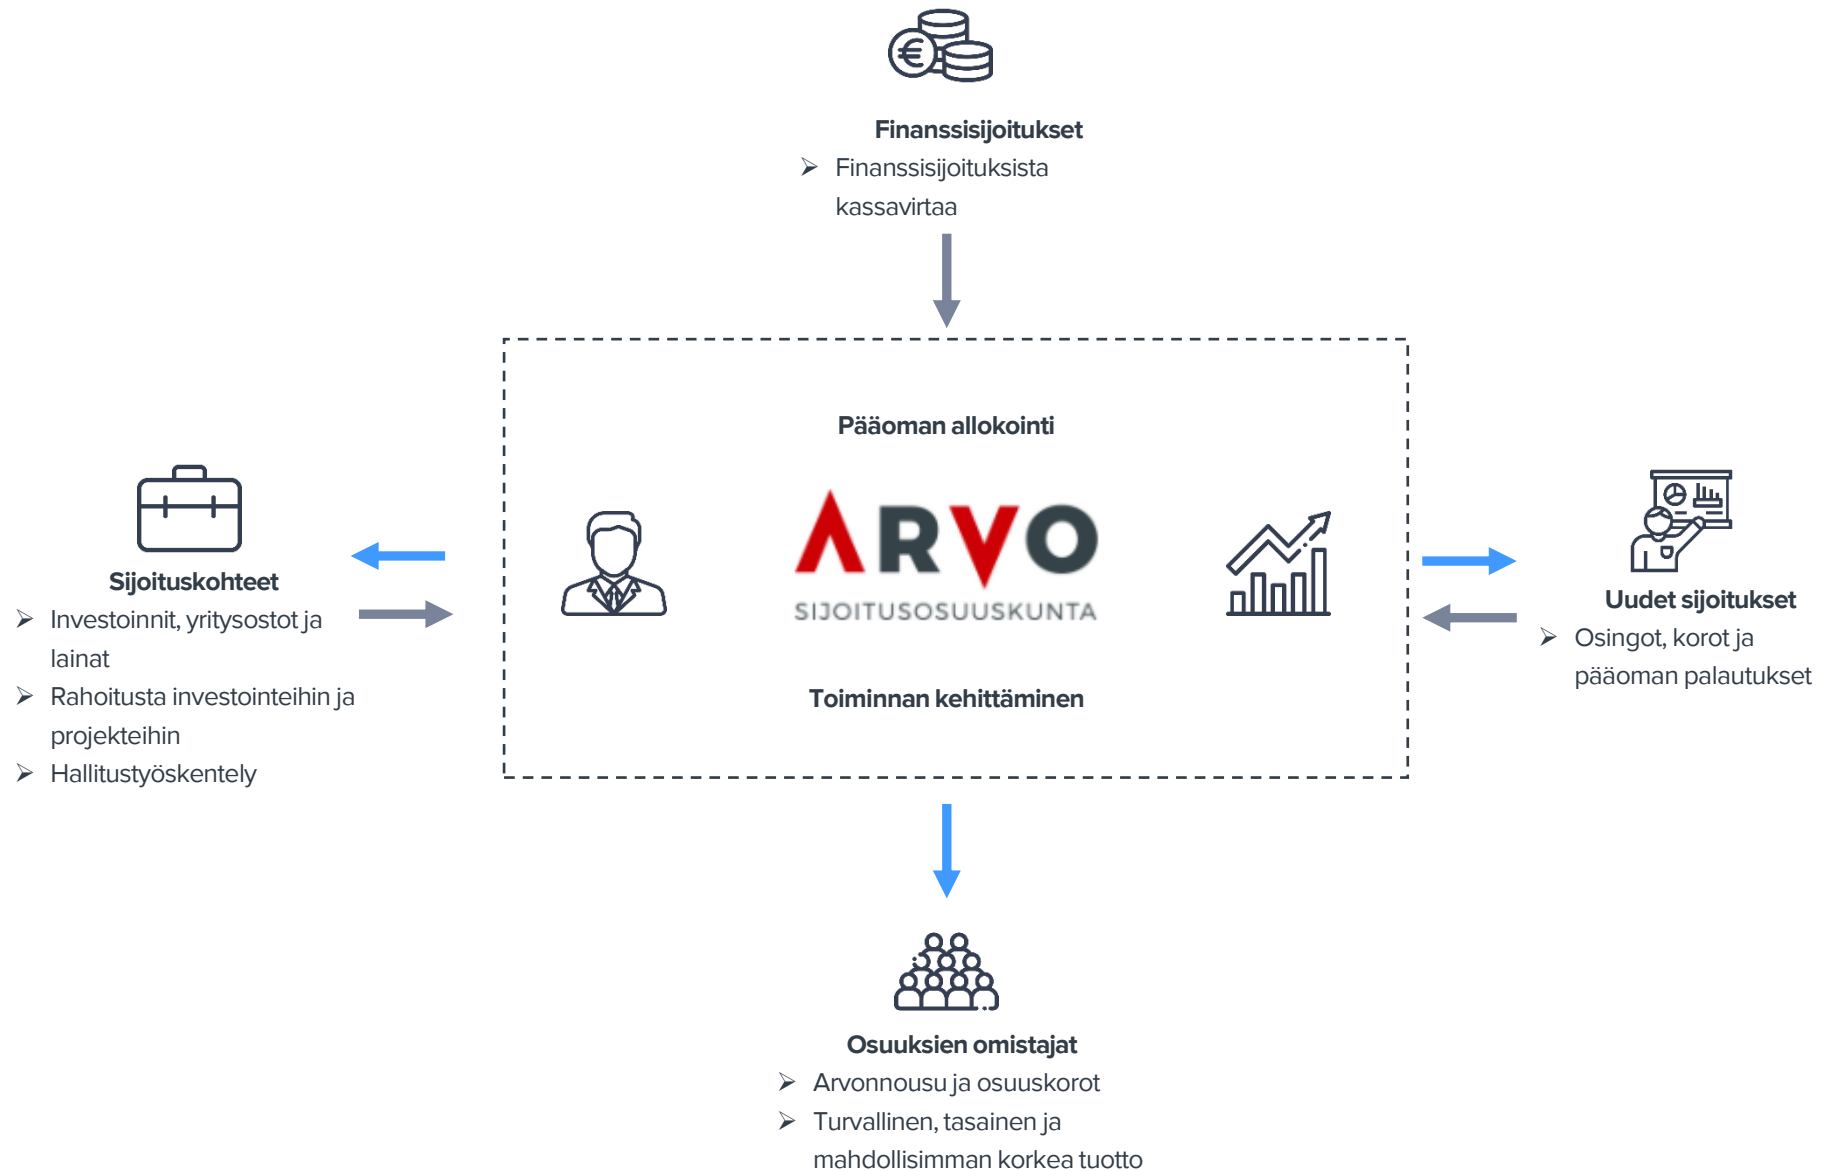 Finanssisijoitukset
➢ Finanssisijoituksista
kassavirtaa
Pääoman allokointi
ARVO
SIJOITUSOSUUSKUNTA
Toiminnan kehittäminen
Sijoituskohteet
➢ Investoinnit, yritysostot ja
lainat
➢ Rahoitusta investointeihin ja
projekteihin
➢ Hallitustyöskentely
Uudet sijoitukset
➢ Osingot, korot ja
pääoman palautukset
Osuuksien omistajat
➢ Arvonnousu ja osuuskorot
➢ Turvallinen, tasainen ja
mahdollisimman korkea tuotto